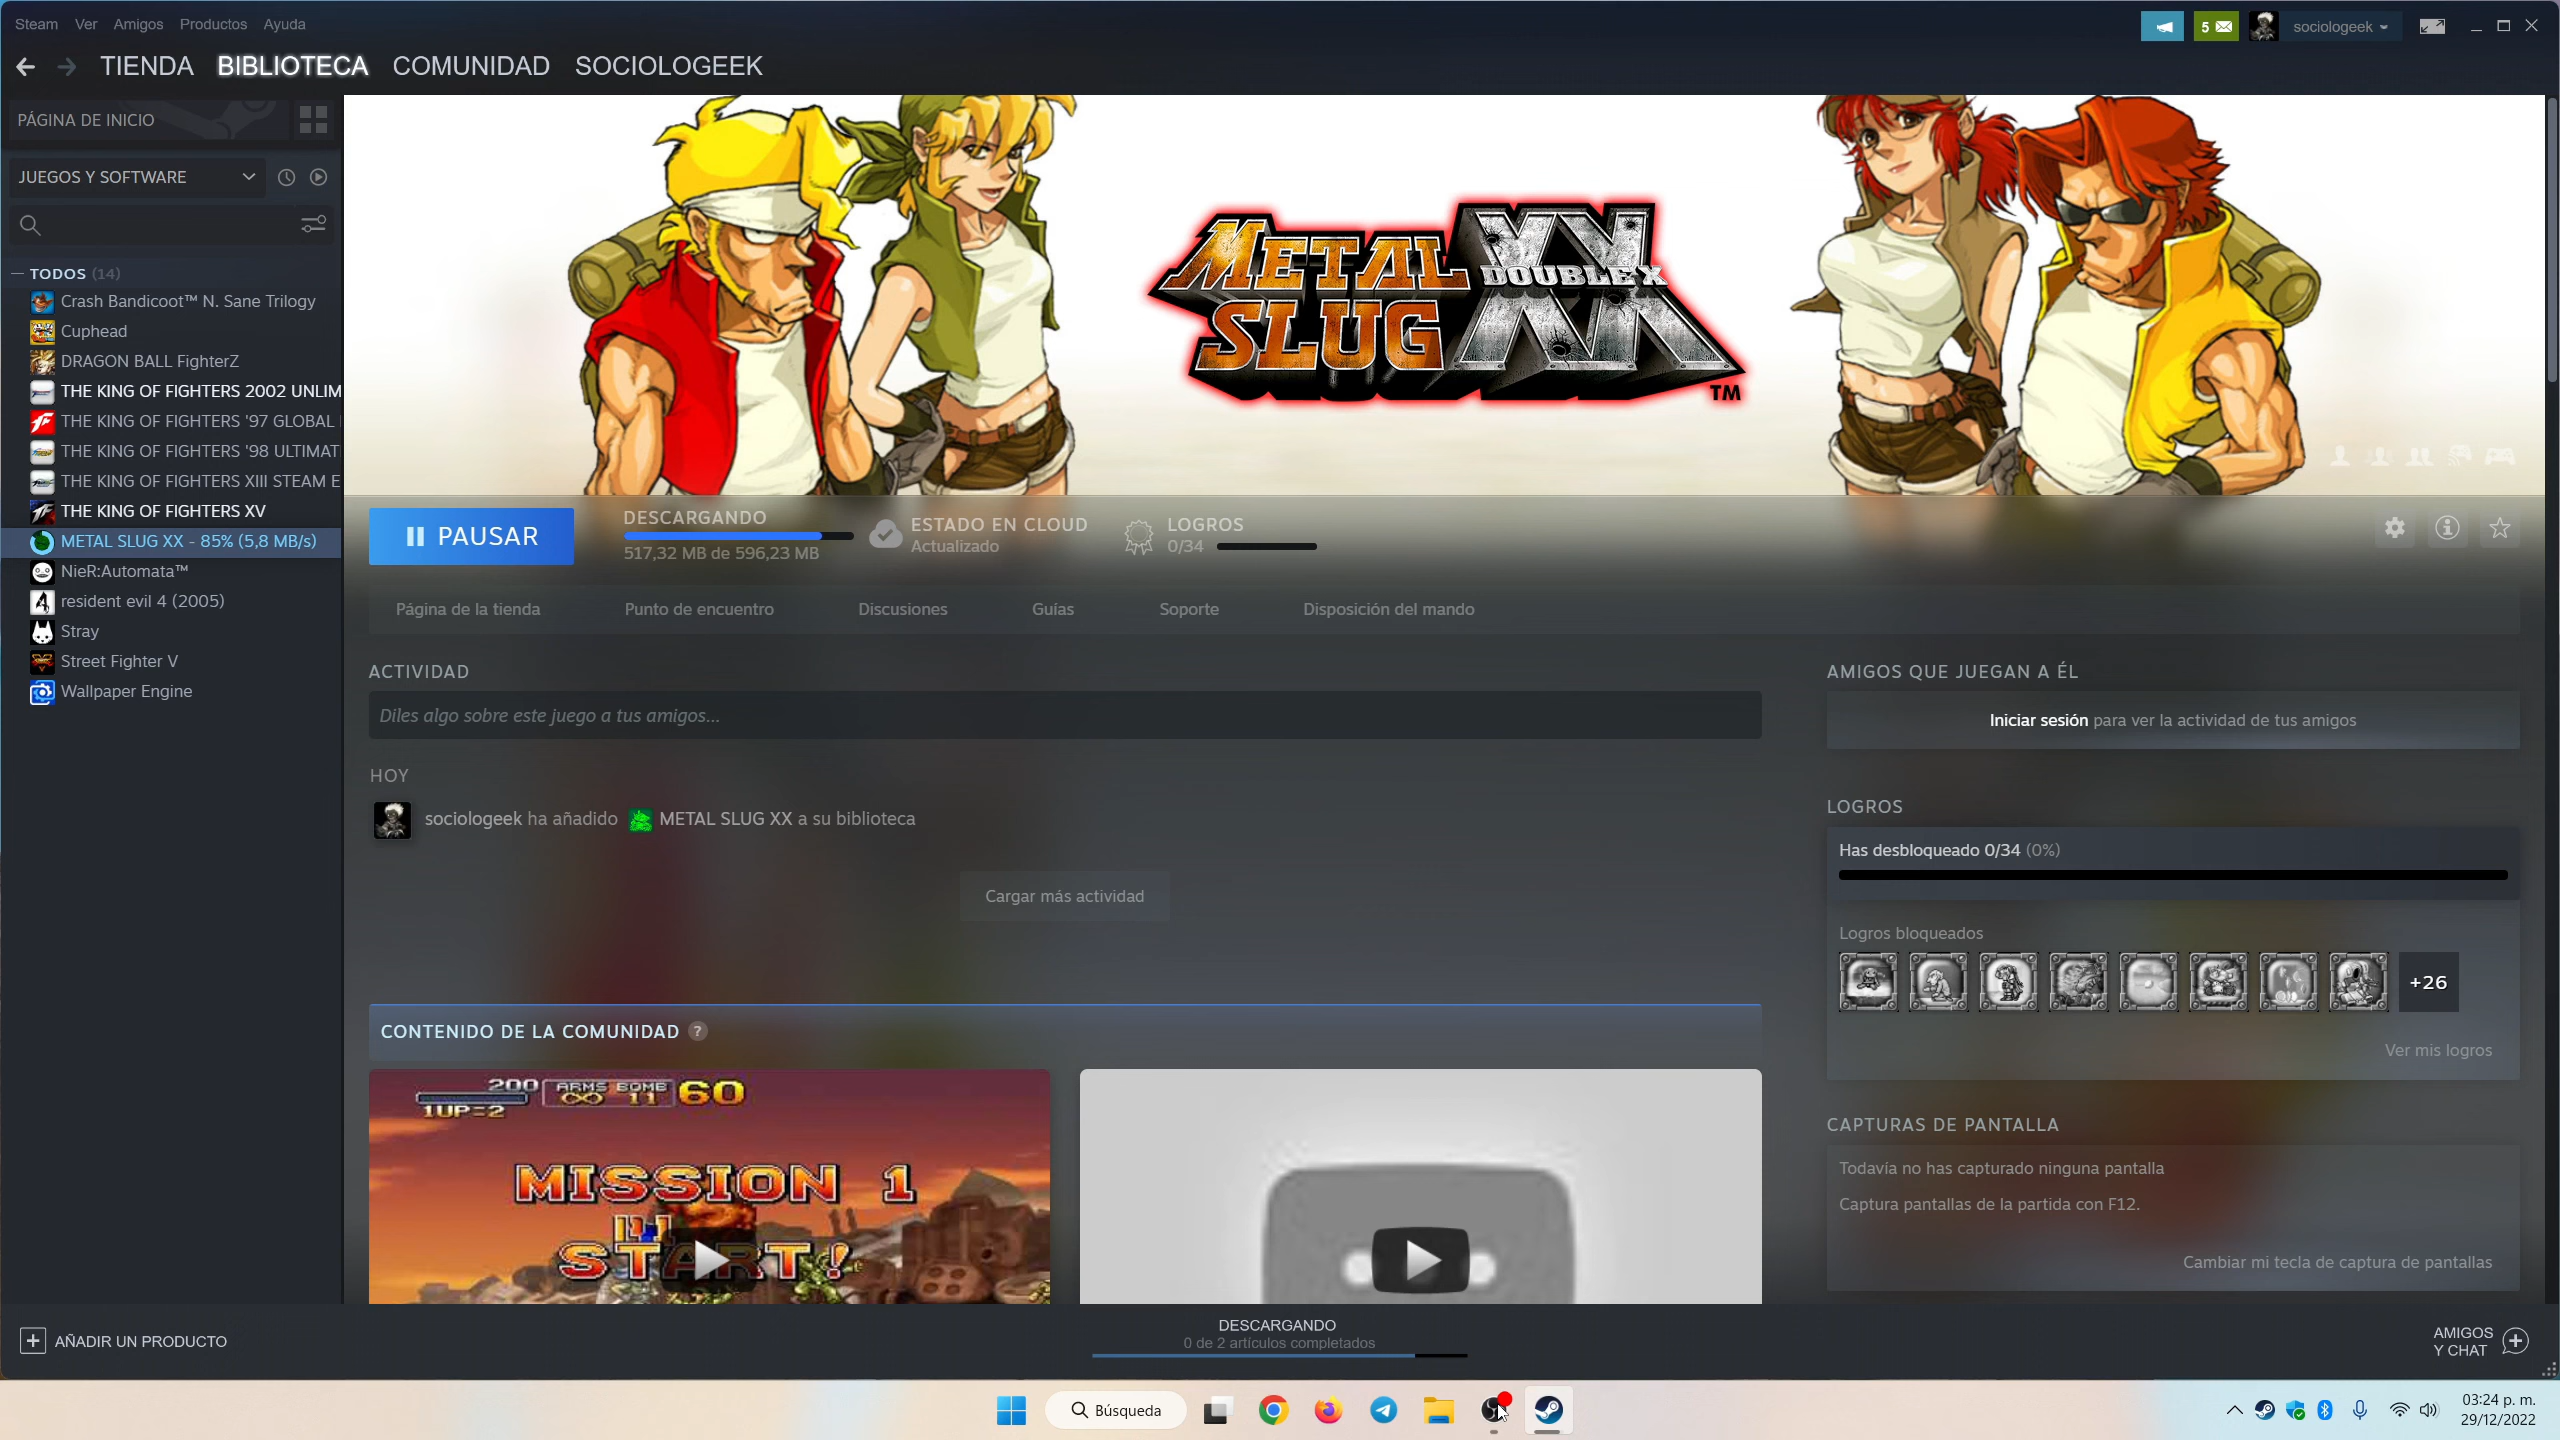 Steam Ver Amigos Productos Ayuda
5 sociologeek
TIENDA BIBLIOTECA COMUNIDAD SOCIOLOGEEK
PÁGINA DE INICIO
JUEGOS Y SOFTWARE
TODOS (14)
Crash Bandicoot™ N. Sane Trilogy
Cuphead
DRAGON BALL FighterZ
THE KING OF FIGHTERS 2002 UNLIM
THE KING OF FIGHTERS '97 GLOBAL
THE KING OF FIGHTERS '98 ULTIMAT
THE KING OF FIGHTERS XIII STEAM E
THE KING OF FIGHTERS XV
METAL SLUG XX - 85% (5,8 MB/s)
NieR:Automata™
resident evil 4 (2005)
Stray
Street Fighter V
Wallpaper Engine
METAL SLUG XX
DOUBLE X
TM
PAUSAR
DESCARGANDO
517,32 MB de 596,23 MB
ESTADO EN CLOUD
Actualizado
LOGROS
0/34
Página de la tienda Punto de encuentro Discusiones Guías Soporte Disposición del mando
ACTIVIDAD
Diles algo sobre este juego a tus amigos...
HOY
sociologeek ha añadido METAL SLUG XX a su biblioteca
Cargar más actividad
CONTENIDO DE LA COMUNIDAD ?
200 ARMS BOMB 60
∞ 11
1UP=2
MISSION 1
START!
AMIGOS QUE JUEGAN A ÉL
Iniciar sesión para ver la actividad de tus amigos
LOGROS
Has desbloqueado 0/34 (0%)
Logros bloqueados
+26
Ver mis logros
CAPTURAS DE PANTALLA
Todavía no has capturado ninguna pantalla
Captura pantallas de la partida con F12.
Cambiar mi tecla de captura de pantallas
AÑADIR UN PRODUCTO
DESCARGANDO
0 de 2 artículos completados
AMIGOS
Y CHAT
Búsqueda
03:24 p. m.
29/12/2022